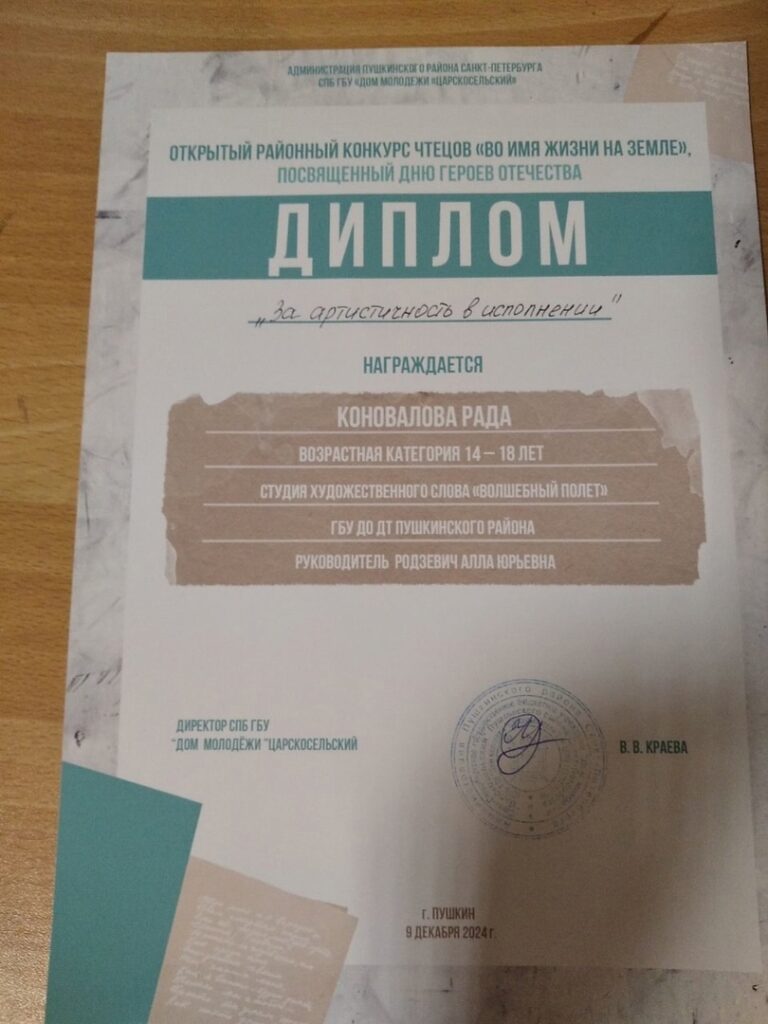 АДМИНИСТРАЦИЯ ПУШКИНСКОГО РАЙОНА САНКТ-ПЕТЕРБУРГА
СПБ ГБУ «ДОМ МОЛОДЕЖИ «ЦАРСКОСЕЛЬСКИЙ»
ОТКРЫТЫЙ РАЙОННЫЙ КОНКУРС ЧТЕЦОВ «ВО ИМЯ ЖИЗНИ НА ЗЕМЛЕ»,
ПОСВЯЩЕННЫЙ ДНЮ ГЕРОЕВ ОТЕЧЕСТВА
ДИПЛОМ
„За артистичность в исполнении"
НАГРАЖДАЕТСЯ
КОНОВАЛОВА РАДА
ВОЗРАСТНАЯ КАТЕГОРИЯ 14 – 18 ЛЕТ
СТУДИЯ ХУДОЖЕСТВЕННОГО СЛОВА «ВОЛШЕБНЫЙ ПОЛЕТ»
ГБУ ДО ДТ ПУШКИНСКОГО РАЙОНА
РУКОВОДИТЕЛЬ РОДЗЕВИЧ АЛЛА ЮРЬЕВНА
ДИРЕКТОР СПБ ГБУ
"ДОМ МОЛОДЁЖИ "ЦАРСКОСЕЛЬСКИЙ
Пушкинского района
В. В. КРАЕВА
Г. ПУШКИН
9 ДЕКАБРЯ 2024 г.